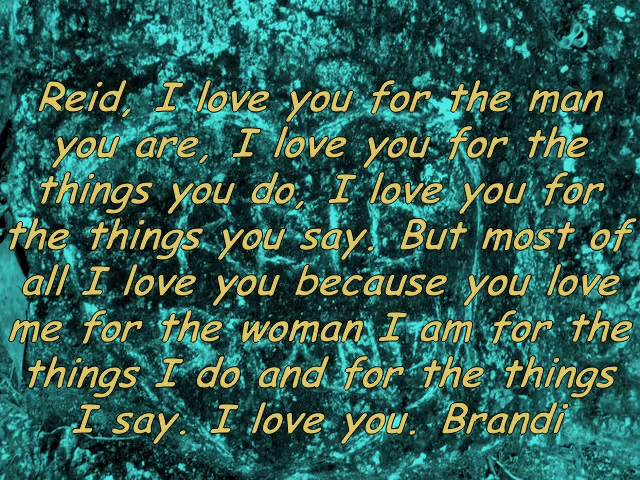 Reid, I love you for the man
you are, I love you for the
things you do, I love you for
the things you say. But most of
all I love you because you love
me for the woman I am for the
things I do and for the things
I say. I love you. Brandi